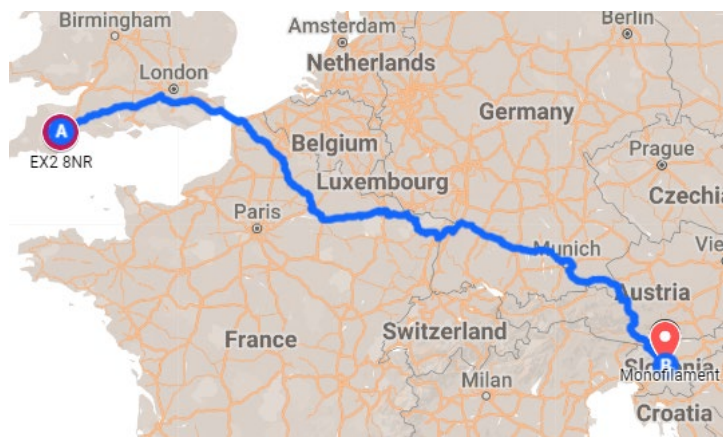 Birmingham
Berlin
Amsterdam
Netherlands
London
Germany
A
EX2 8NR
Belgium
Prague
Luxembourg
Czechia
Paris
Munich
Austria
France
Switzerland
B
Monofilament
Milan
Croatia